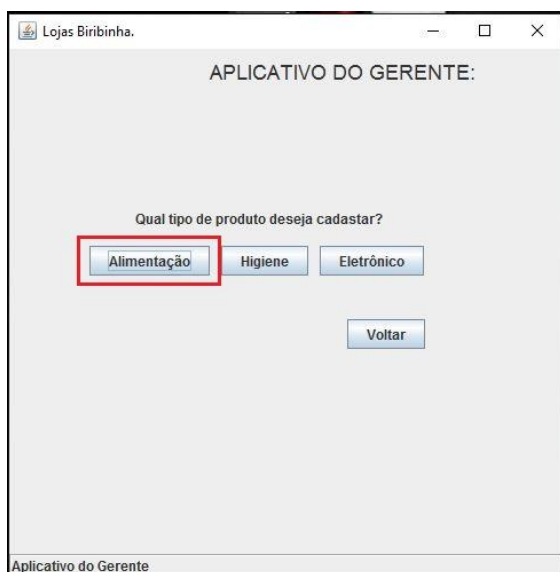 Lojas Biribinha.
APLICATIVO DO GERENTE:
Qual tipo de produto deseja cadastar?
Alimentação Higiene Eletrônico
Voltar
Aplicativo do Gerente